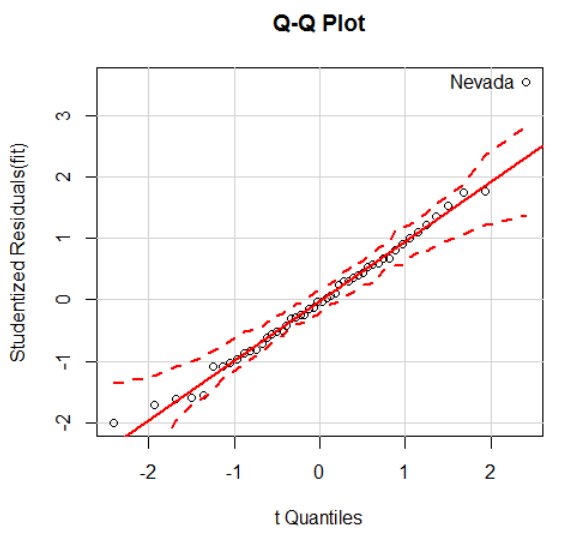 Q-Q Plot
Nevada
3
2
1
0
-1
-2
Studentized Residuals(fit)
-2 -1 0 1 2
t Quantiles